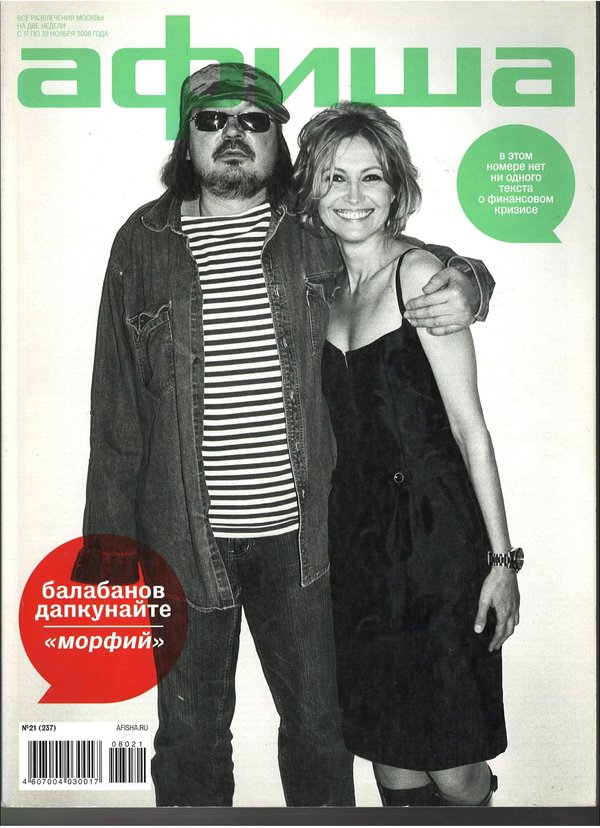 ВСЕ РАЗВЛЕЧЕНИЯ МОСКВЫ
НА ДВЕ НЕДЕЛИ
С 17 ПО 30 НОЯБРЯ 2008 ГОДА
афиша
в этом
номере нет
ни одного
текста
о финансовом
кризисе
балабанов
дапкунайте
«морфий»
№21 (237)
AFISHA.RU
08021
4 607004 030017